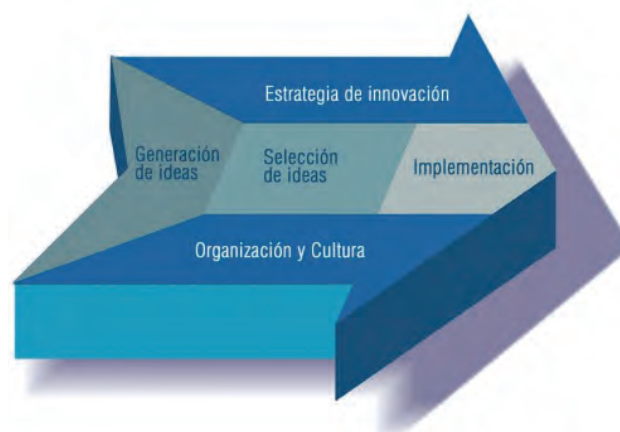 Estrategia de innovación
Generación
de ideas
Selección
de ideas
Implementación
Organización y Cultura